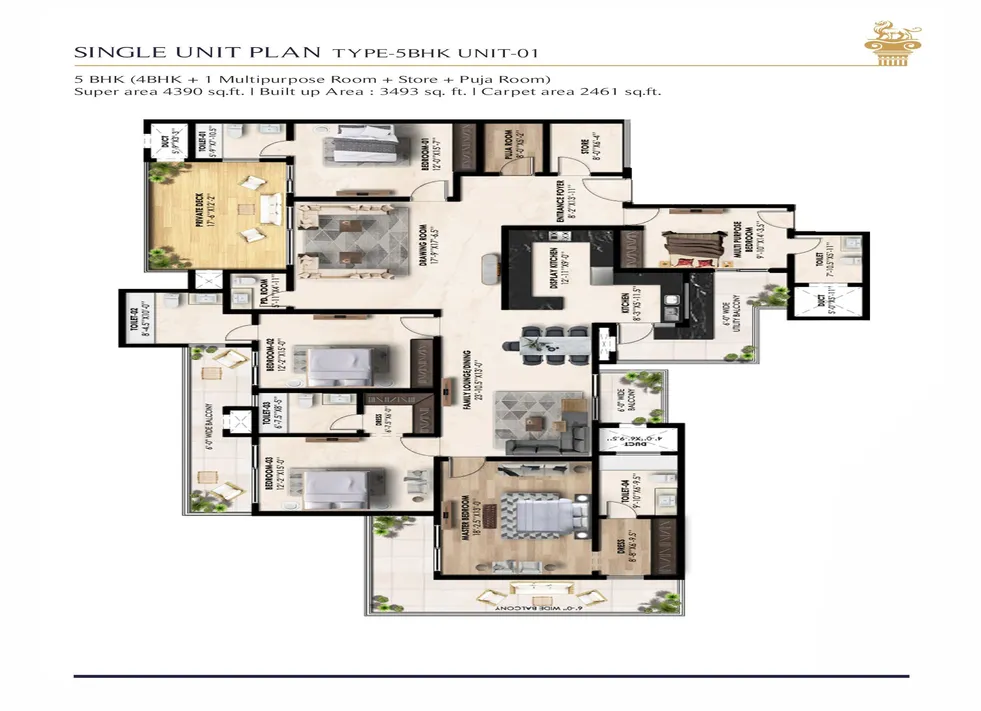 SINGLE UNIT PLAN TYPE-5BHK UNIT-01
5 BHK (4BHK + 1 Multipurpose Room + Store + Puja Room)
Super area 4390 sq.ft. I Built up Area : 3493 sq. ft. I Carpet area 2461 sq.ft.
DUCT
5'-9"X3'-3"
TOILET-01
5'-9"X7'-10.5"
BEDROOM-01
12'-0"X15'-7"
PUJA ROOM
8'-0"X5'-2"
STORE
8'-0"X6'-4"
PRIVATE DECK
17'-6"X12'-2"
DRAWING ROOM
17'-9"X17'-6.5"
ENTRANCE FOYER
8'-2"X13'-11"
MULTI PURPOSE
BEDROOM
9'-10"X14'-3.5"
TOILET
7'-10.5"X5'-11"
DUCT
5'-0"X5'-11"
DISPLAY KITCHEN
12'-11"X9'-0"
KITCHEN
8'-3"X5'-11.5"
6'-0" WIDE
UTILITY BALCONY
PD. ROOM
5'-11"X4'-11"
TOILET-02
8'-4.5"X10'-0"
BEDROOM-02
12'-2"X15'-0"
FAMILY LOUNGE/DINING
23'-10.5"X13'-0"
6'-0" WIDE BALCONY
TOILET-03
6'-7.5"X8'-5"
DRESS
6'-7.5"X6'-0"
6'-0" WIDE
BALCONY
DUCT
4'-0"X6'-9.5"
BEDROOM-03
12'-2"X15'-0"
MASTER BEDROOM
18'-2.5"X13'-0"
TOILET-04
9'-10"X6'-9.5"
DRESS
8'-8"X6'-9.5"
6'-0" WIDE BALCONY